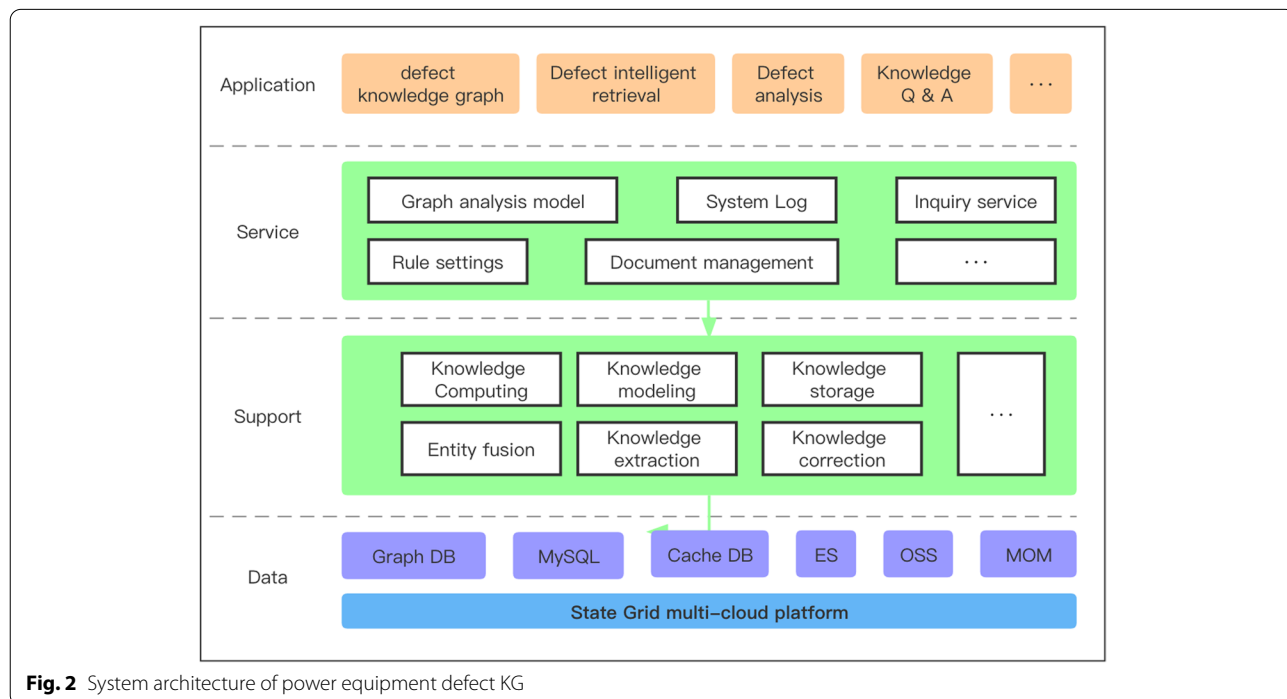 Application
defect
knowledge graph
Defect intelligent
retrieval
Defect
analysis
Knowledge
Q & A
···
Service
Graph analysis model
System Log
Inquiry service
Rule settings
Document management
···
Support
Knowledge
Computing
Knowledge
modeling
Knowledge
storage
···
Entity fusion
Knowledge
extraction
Knowledge
correction
Data
Graph DB
MySQL
Cache DB
ES
OSS
MOM
State Grid multi-cloud platform
Fig. 2 System architecture of power equipment defect KG